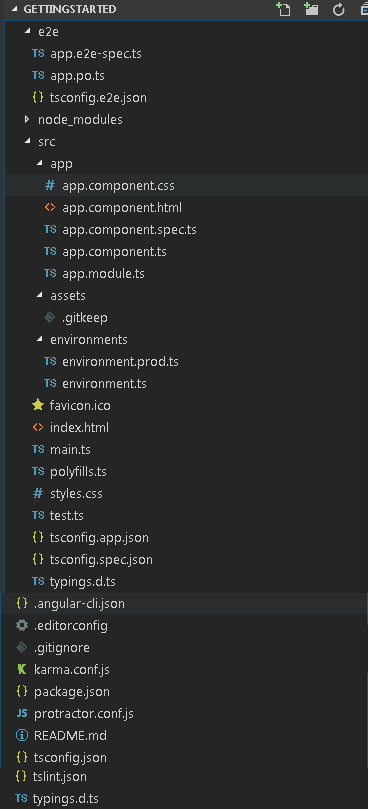 GETTINGSTARTED
e2e
TS app.e2e-spec.ts
TS app.po.ts
{} tsconfig.e2e.json
node_modules
src
app
# app.component.css
<> app.component.html
TS app.component.spec.ts
TS app.component.ts
TS app.module.ts
assets
.gitkeep
environments
TS environment.prod.ts
TS environment.ts
favicon.ico
<> index.html
TS main.ts
TS polyfills.ts
# styles.css
TS test.ts
{} tsconfig.app.json
{} tsconfig.spec.json
TS typings.d.ts
{} .angular-cli.json
.editorconfig
.gitignore
K karma.conf.js
{} package.json
JS protractor.conf.js
README.md
{} tsconfig.json
{} tslint.json
TS typings.d.ts